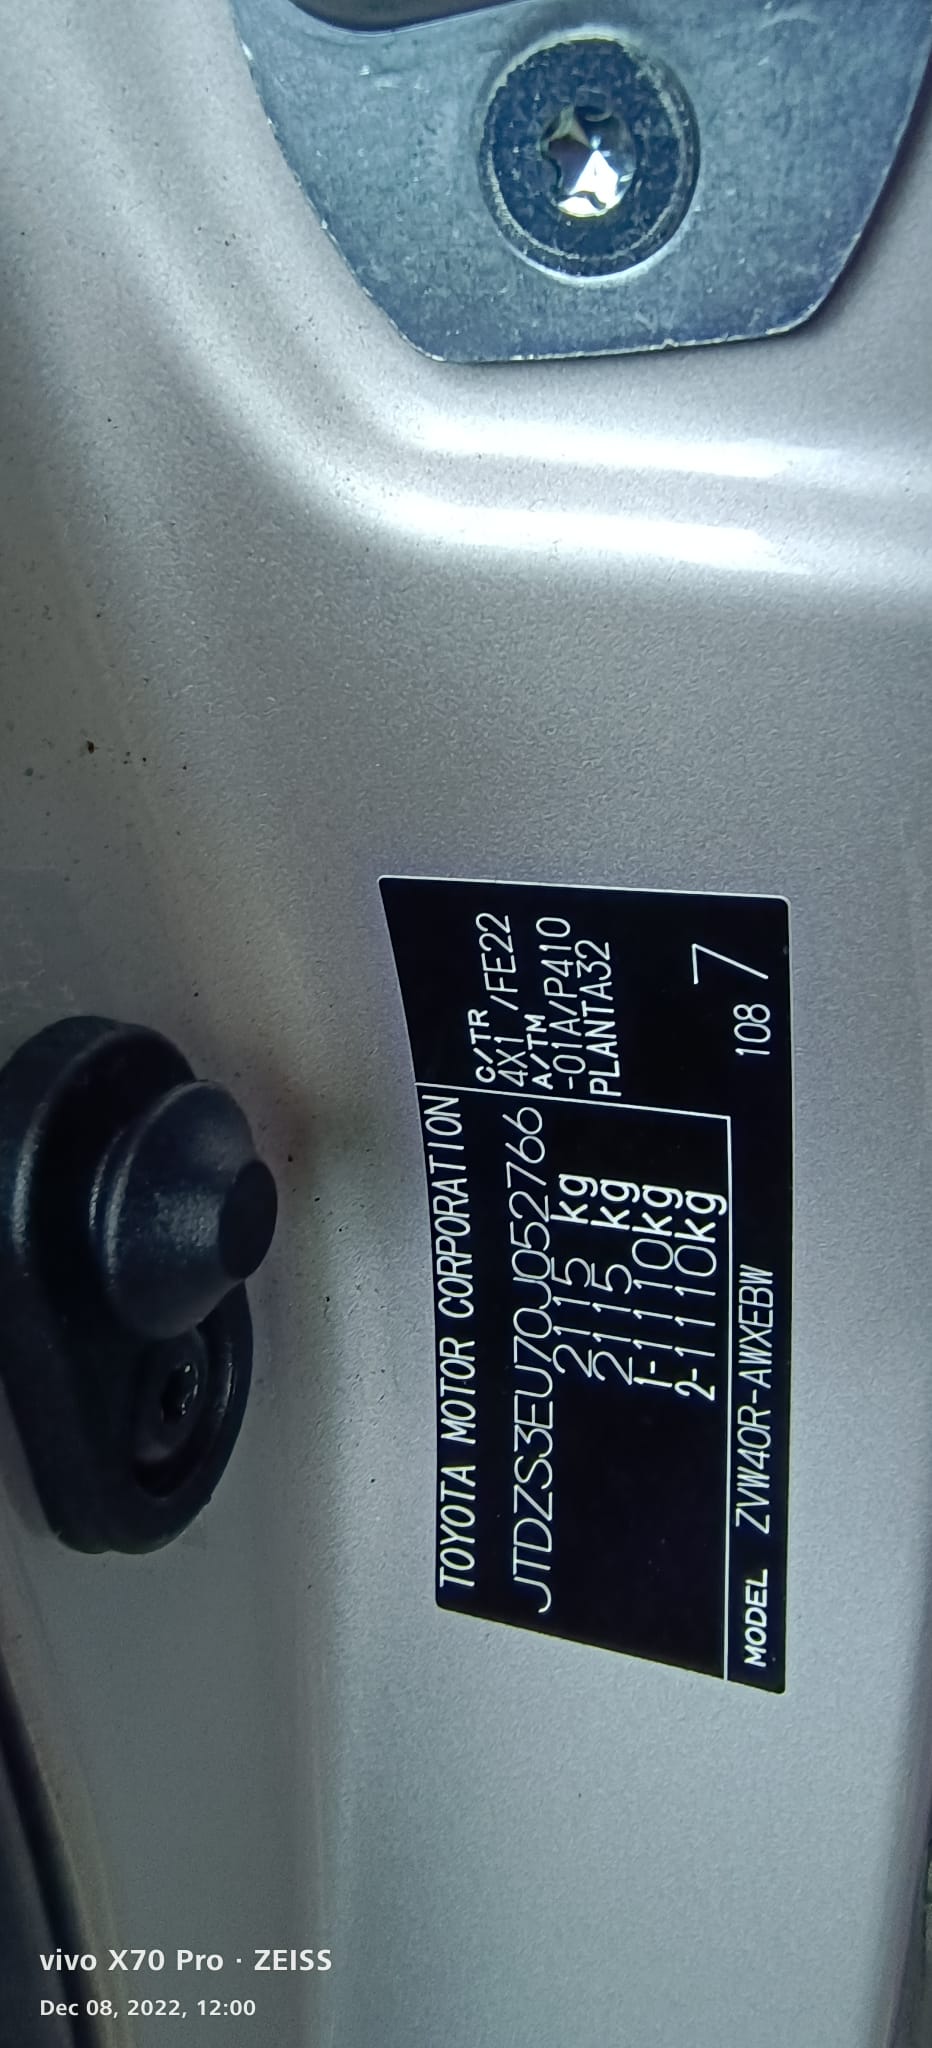 TOYOTA MOTOR CORPORATION
JTDZS3EU70J052766
2115 kg
2115 kg
1-1110kg
2-1110kg
C/TR
4X1 /FE22
A/TM
-01A/P410
PLANTA32
MODEL ZVW40R-AWXEBW
108 7
vivo X70 Pro · ZEISS
Dec 08, 2022, 12:00